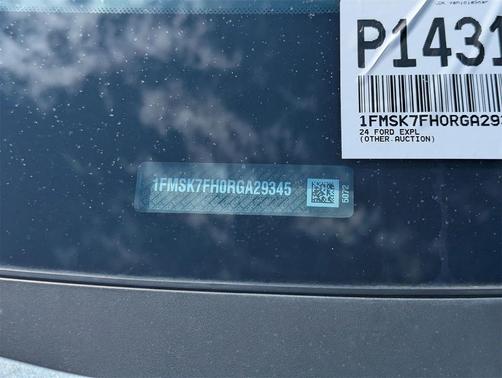 P1431
1FMSK7FH0RGA293
24 FORD EXPL
(OTHER AUCTION)
1FMSK7FH0RGA29345
5072